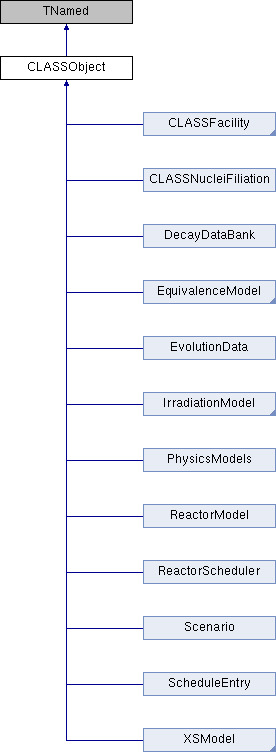 TNamed
CLASSObject
CLASSFacility
CLASSNucleiFiliation
DecayDataBank
EquivalenceModel
EvolutionData
IrradiationModel
PhysicsModels
ReactorModel
ReactorScheduler
Scenario
ScheduleEntry
XSModel